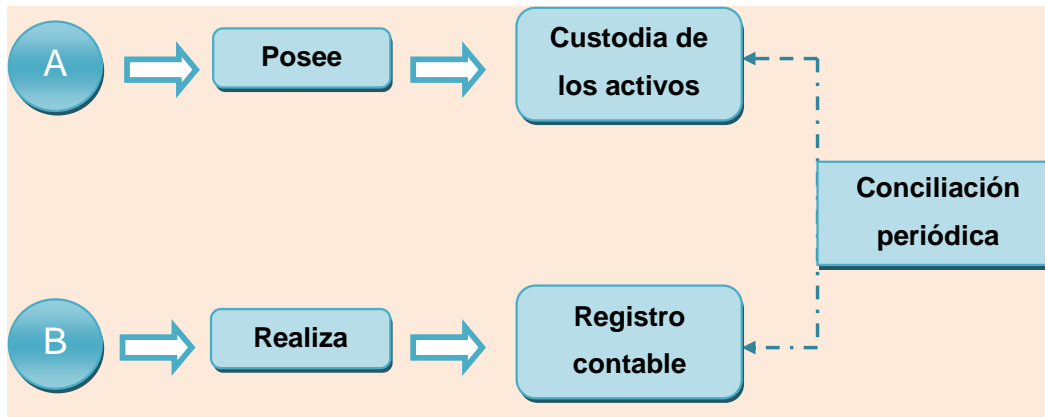 A
Posee
Custodia de
los activos
Conciliación
periódica
B
Realiza
Registro
contable